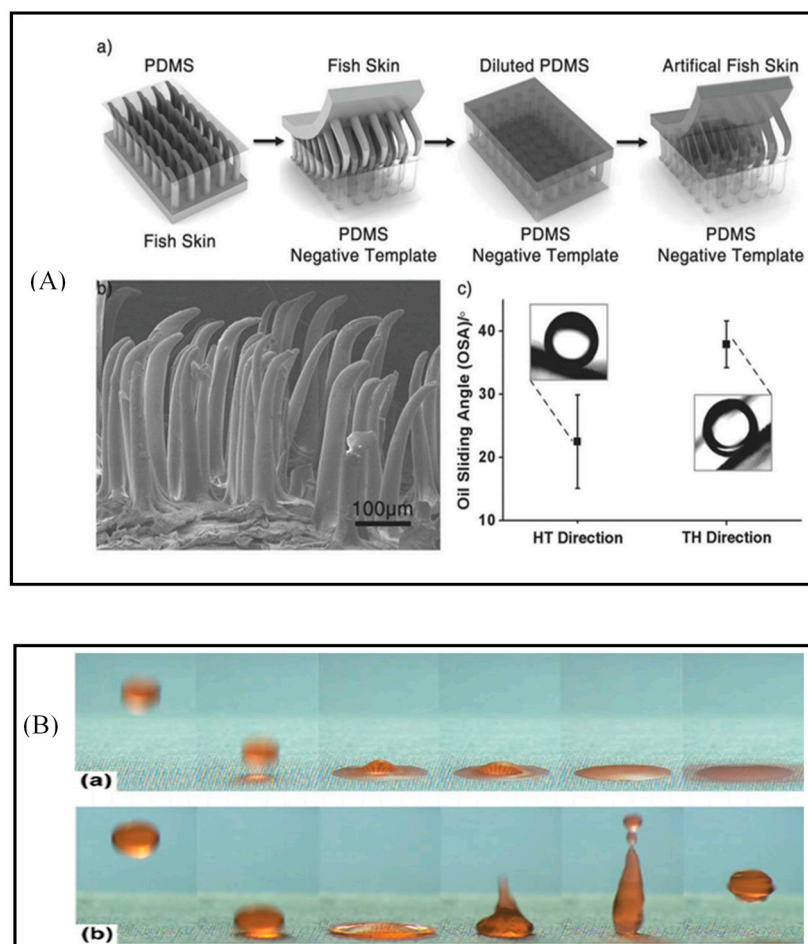 a)
PDMS
Fish Skin
Diluted PDMS
Artifical Fish Skin
Fish Skin
PDMS
Negative Template
PDMS
Negative Template
PDMS
Negative Template
(A)
b)
100μm
c)
Oil Sliding Angle (OSA)/°
40
30
20
10
HT Direction
TH Direction
(B)
(a)
(b)